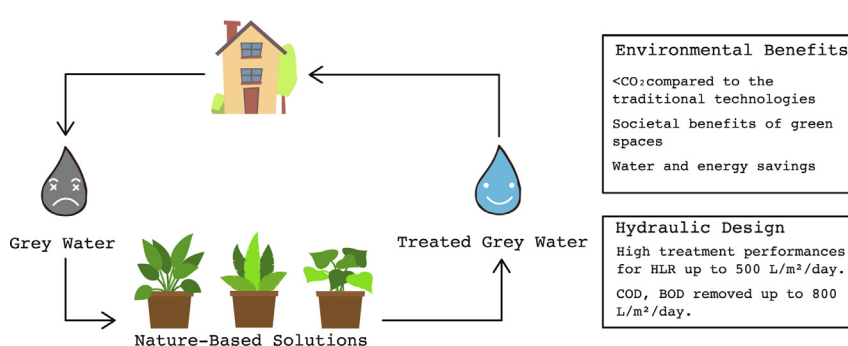 Grey Water
Nature-Based Solutions
Treated Grey Water
Environmental Benefits
<CO₂compared to the
traditional technologies
Societal benefits of green
spaces
Water and energy savings
Hydraulic Design
High treatment performances
for HLR up to 500 L/m²/day.
COD, BOD removed up to 800
L/m²/day.